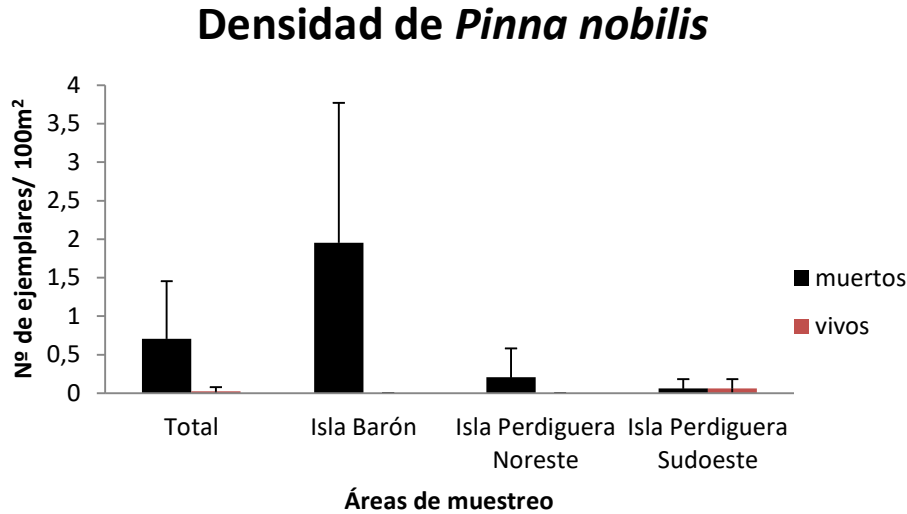 Densidad de Pinna nobilis
Nº de ejemplares/ 100m²
4
3,5
3
2,5
2
1,5
1
0,5
0
muertos
vivos
Total
Isla Barón
Isla Perdiguera
Noreste
Isla Perdiguera
Sudoeste
Áreas de muestreo